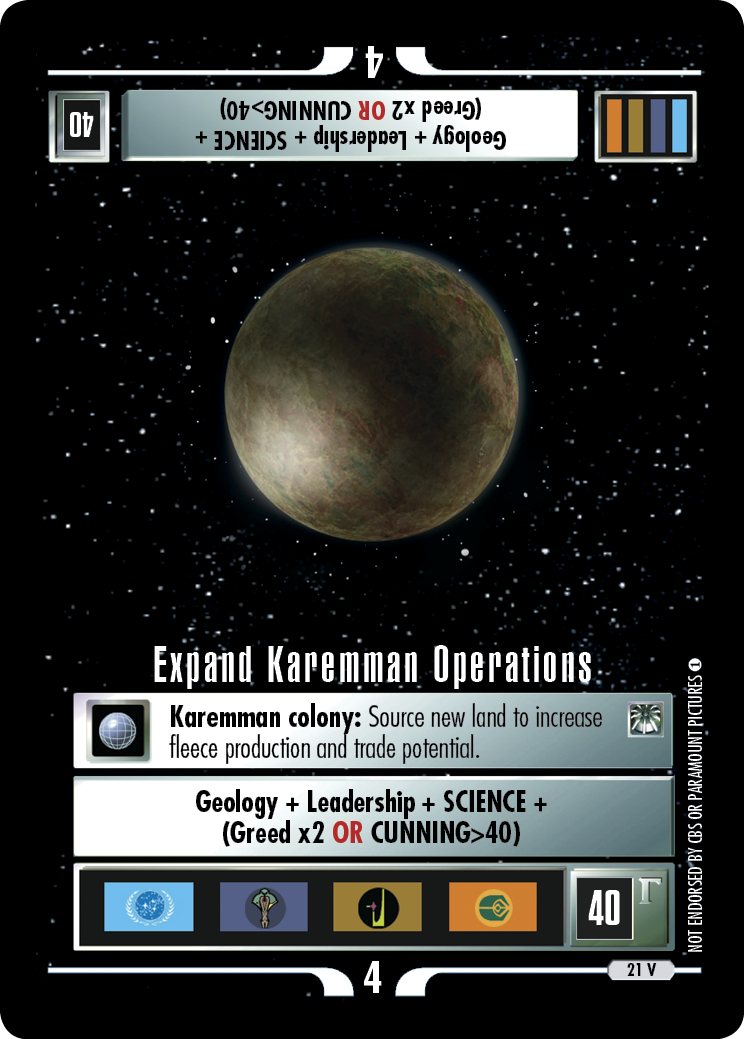 4
40
Geology + Leadership + SCIENCE +
(Greed x2 OR CUNNING>40)
Expand Karemman Operations
Karemman colony: Source new land to increase
fleece production and trade potential.
Geology + Leadership + SCIENCE +
(Greed x2 OR CUNNING>40)
40 Γ
4
21 V
NOT ENDORSED BY CBS OR PARAMOUNT PICTURES 1